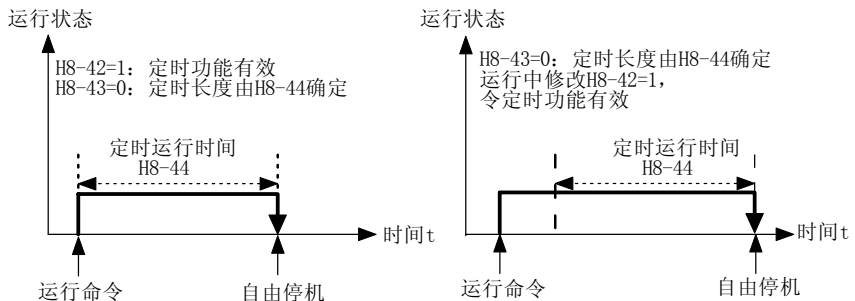 运行状态
H8-42=1：定时功能有效
H8-43=0：定时长度由H8-44确定
定时运行时间
H8-44
时间t
运行命令
自由停机
运行状态
H8-43=0：定时长度由H8-44确定
运行中修改H8-42=1，
令定时功能有效
定时运行时间
H8-44
时间t
运行命令
自由停机